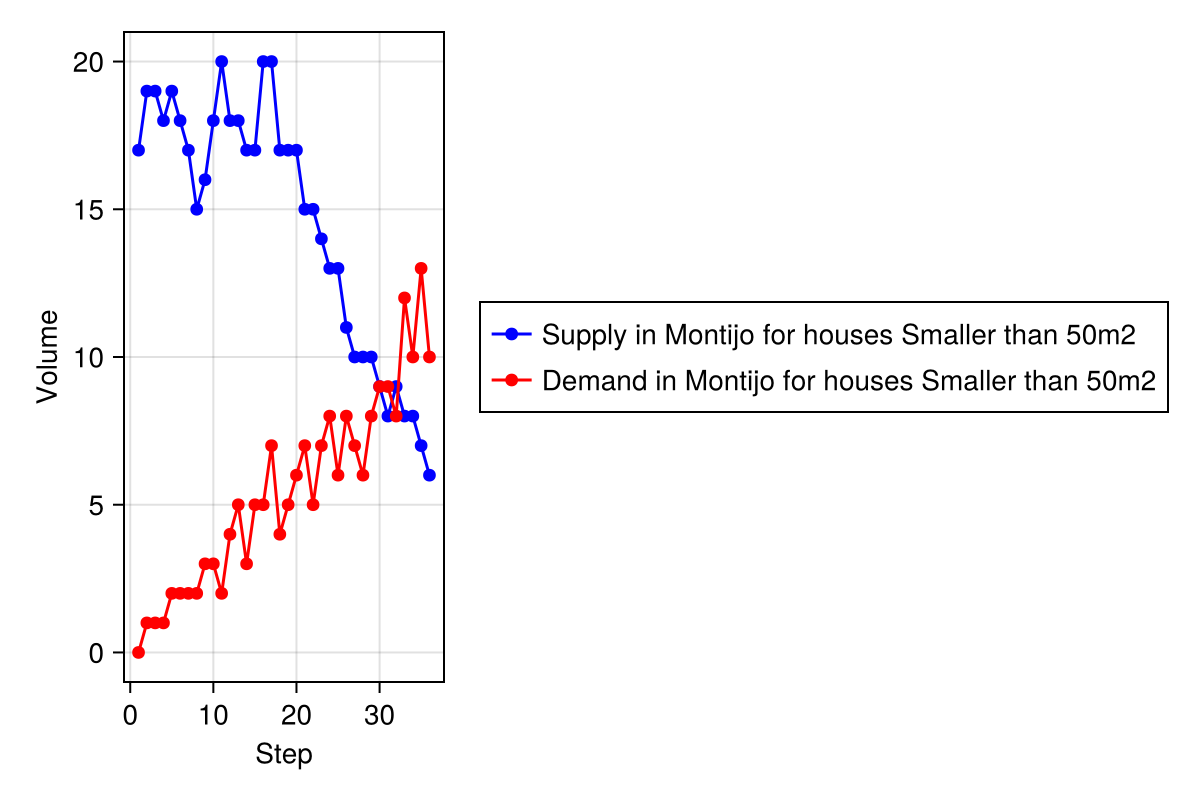 20
15
10
5
0
Volume
0 10 20 30
Step
Supply in Montijo for houses Smaller than 50m2
Demand in Montijo for houses Smaller than 50m2